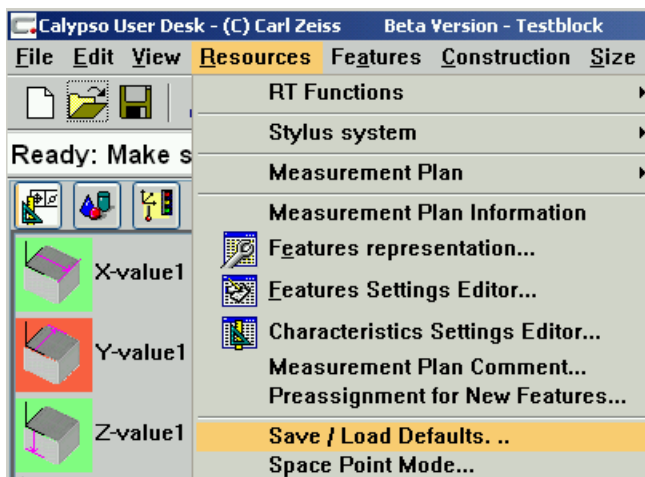 Calypso User Desk - (C) Carl Zeiss Beta Version - Testblock
File Edit View Resources Features Construction Size
RT Functions
Stylus system
Ready: Make s
Measurement Plan
Measurement Plan Information
Features representation...
X-value1
Features Settings Editor...
Characteristics Settings Editor...
Y-value1
Measurement Plan Comment...
Preassignment for New Features...
Z-value1
Save / Load Defaults. ..
Space Point Mode...